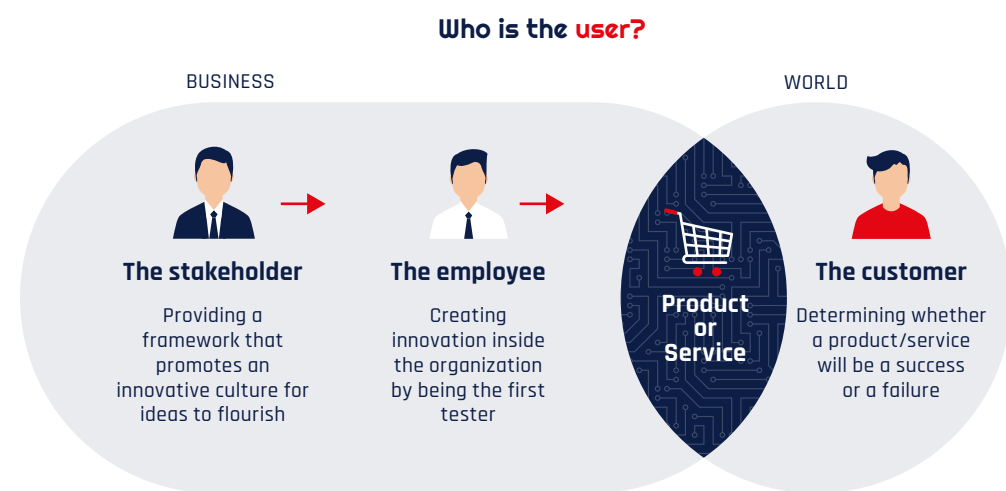 Who is the user?
BUSINESS
WORLD
The stakeholder
Providing a
framework that
promotes an
innovative culture for
ideas to flourish
The employee
Creating
innovation inside
the organization
by being the first
tester
Product
or
Service
The customer
Determining whether
a product/service
will be a success
or a failure